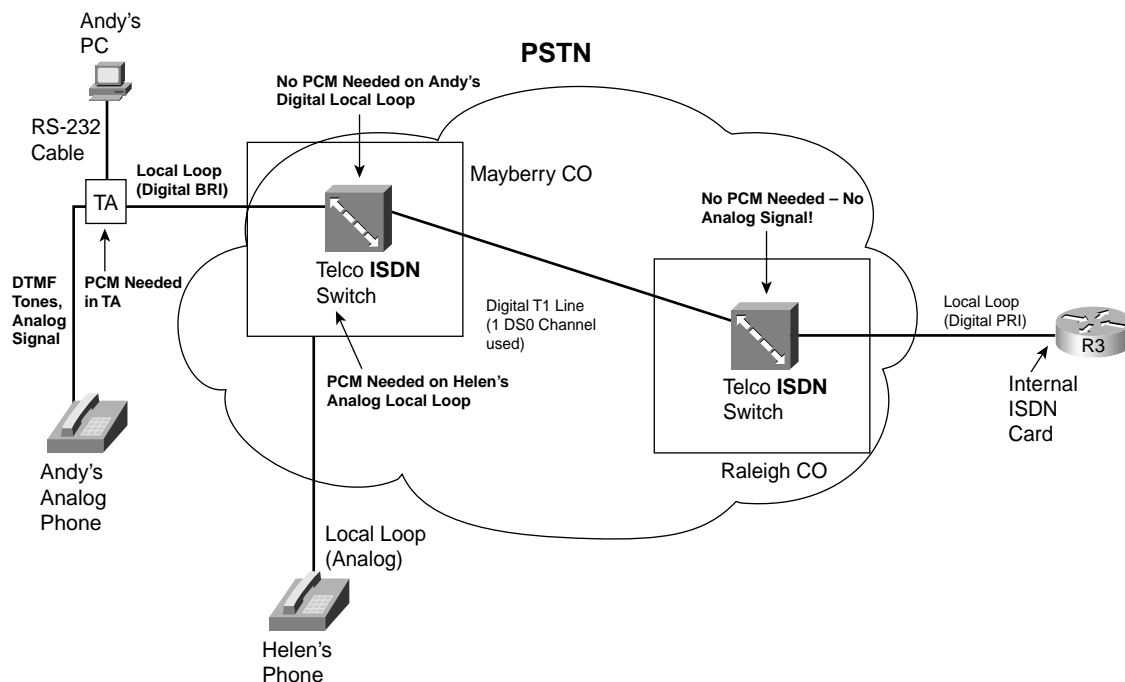 Andy's
PC
PSTN
No PCM Needed on Andy's
Digital Local Loop
RS-232
Cable
Local Loop
(Digital BRI)
Mayberry CO
TA
No PCM Needed – No
Analog Signal!
DTMF
Tones,
Analog
Signal
PCM Needed
in TA
Telco ISDN
Switch
Digital T1 Line
(1 DS0 Channel
used)
Local Loop
(Digital PRI)
R3
PCM Needed on Helen's
Analog Local Loop
Telco ISDN
Switch
Internal
ISDN
Card
Andy's
Analog
Phone
Raleigh CO
Local Loop
(Analog)
Helen's
Phone